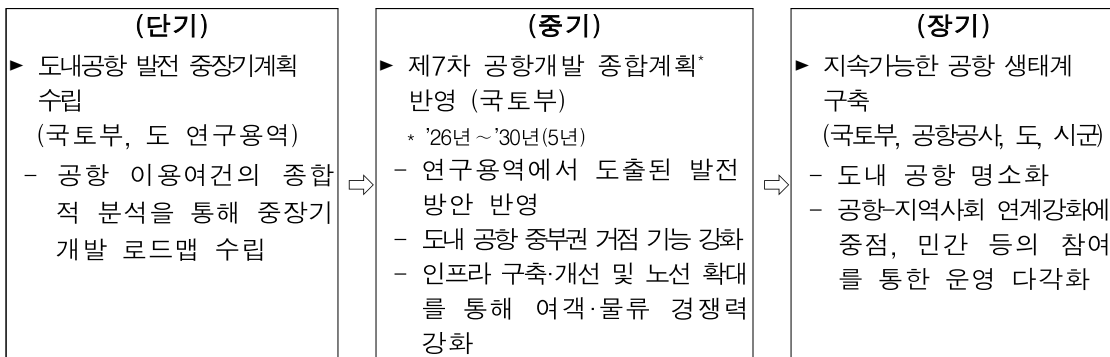 (단기)
► 도내공항 발전 중장기계획
수립
(국토부, 도 연구용역)
- 공항 이용여건의 종합
적 분석을 통해 중장기
개발 로드맵 수립
⇨
(중기)
► 제7차 공항개발 종합계획*
반영 (국토부)
* '26년~'30년(5년)
- 연구용역에서 도출된 발전
방안 반영
- 도내 공항 중부권 거점 기능 강화
- 인프라 구축·개선 및 노선 확대
를 통해 여객·물류 경쟁력
강화
⇨
(장기)
► 지속가능한 공항 생태계
구축
(국토부, 공항공사, 도, 시군)
- 도내 공항 명소화
- 공항-지역사회 연계강화에
중점, 민간 등의 참여
를 통한 운영 다각화